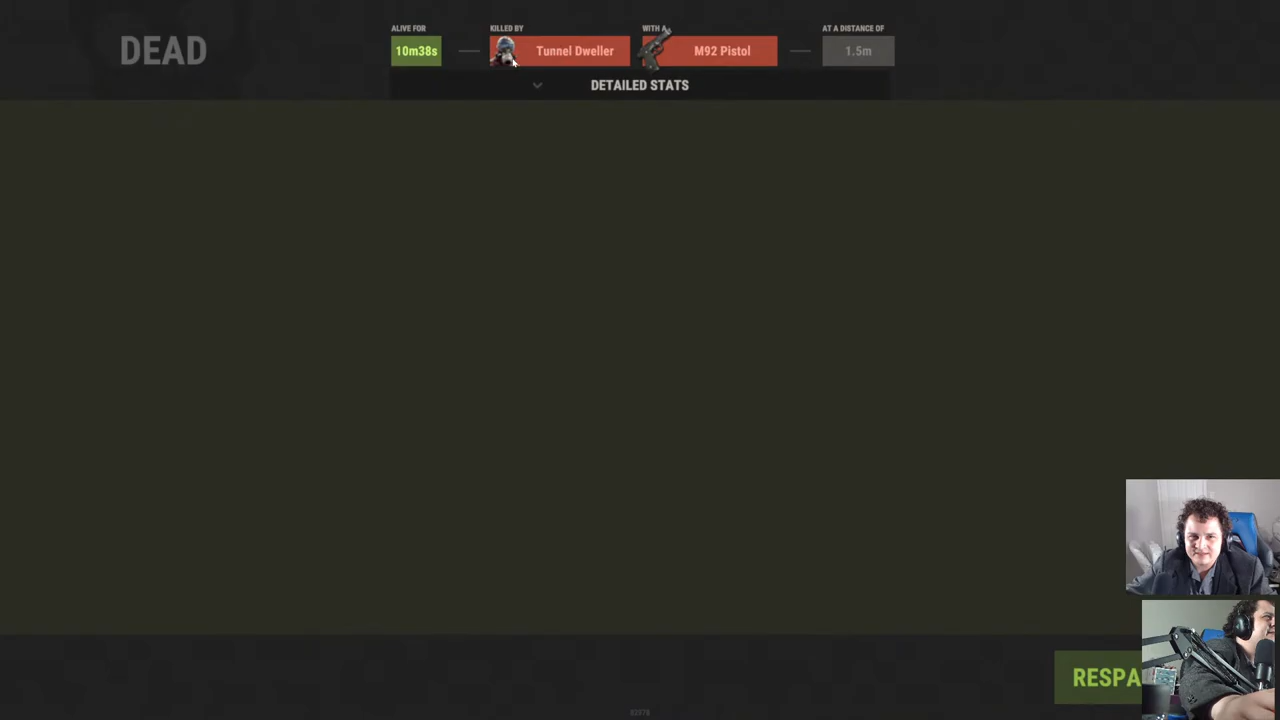 DEAD
ALIVE FOR
10m38s
KILLED BY
Tunnel Dweller
WITH A
M92 Pistol
AT A DISTANCE OF
1.5m
DETAILED STATS
RESPA